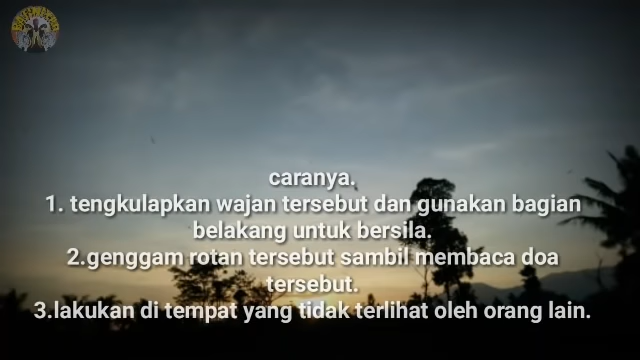 caranya.
1. tengkulapkan wajan tersebut dan gunakan bagian
belakang untuk bersila.
2.genggam rotan tersebut sambil membaca doa
tersebut.
3.lakukan di tempat yang tidak terlihat oleh orang lain.